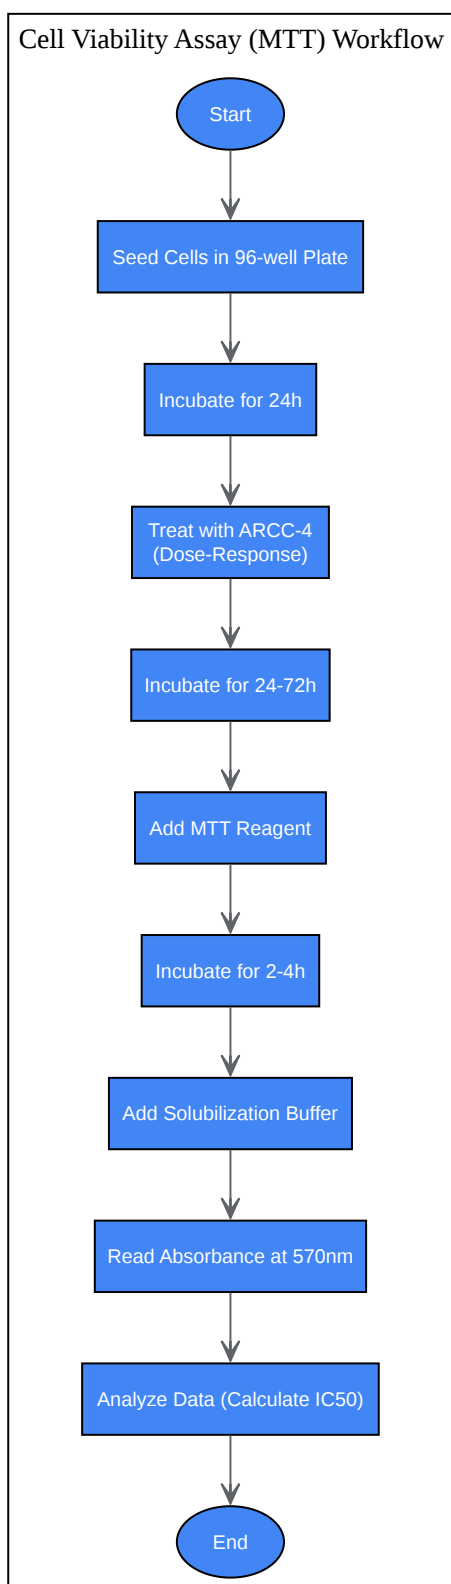 Cell Viability Assay (MTT) Workflow
Start
Seed Cells in 96-well Plate
Incubate for 24h
Treat with ARCC-4
(Dose-Response)
Incubate for 24-72h
Add MTT Reagent
Incubate for 2-4h
Add Solubilization Buffer
Read Absorbance at 570nm
Analyze Data (Calculate IC50)
End